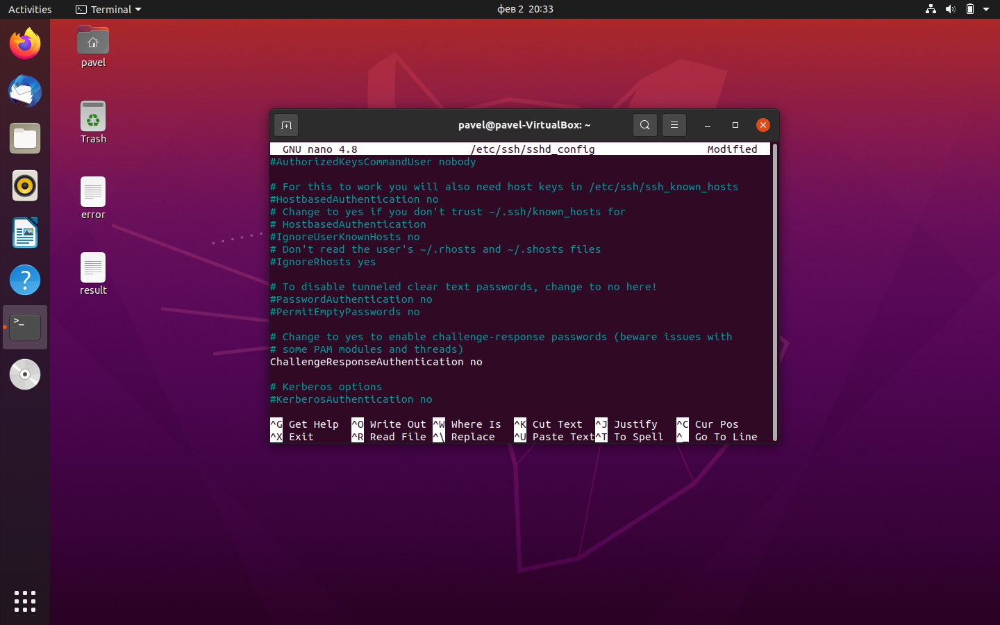 Activities
Terminal
фев 2 20:33
pavel
Trash
error
result
pavel@pavel-VirtualBox: ~
GNU nano 4.8 /etc/ssh/sshd_config Modified
#AuthorizedKeysCommandUser nobody
# For this to work you will also need host keys in /etc/ssh/ssh_known_hosts
#HostbasedAuthentication no
# Change to yes if you don't trust ~/.ssh/known_hosts for
# HostbasedAuthentication
#IgnoreUserKnownHosts no
# Don't read the user's ~/.rhosts and ~/.shosts files
#IgnoreRhosts yes
# To disable tunneled clear text passwords, change to no here!
#PasswordAuthentication no
#PermitEmptyPasswords no
# Change to yes to enable challenge-response passwords (beware issues with
# some PAM modules and threads)
ChallengeResponseAuthentication no
# Kerberos options
#KerberosAuthentication no
^G Get Help ^O Write Out ^W Where Is ^K Cut Text ^J Justify ^C Cur Pos
^X Exit ^R Read File ^\ Replace ^U Paste Text ^T To Spell ^_ Go To Line